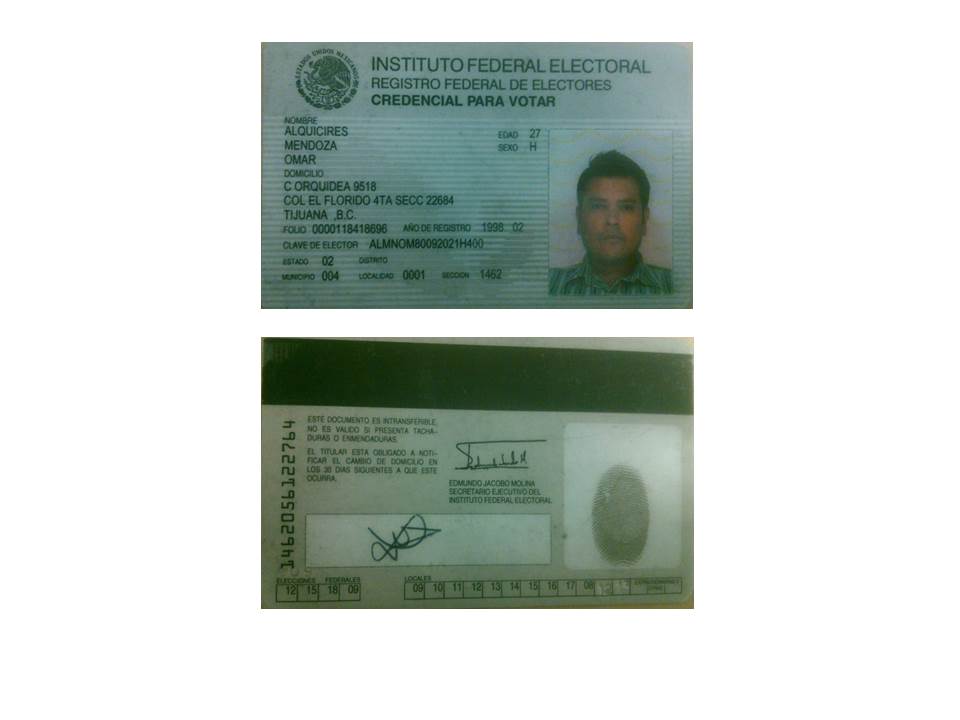 ESTADOS UNIDOS MEXICANOS
INSTITUTO FEDERAL ELECTORAL
REGISTRO FEDERAL DE ELECTORES
CREDENCIAL PARA VOTAR
NOMBRE
ALQUICIRES
MENDOZA
OMAR
EDAD 27
SEXO H
DOMICILIO
C ORQUIDEA 9518
COL EL FLORIDO 4TA SECC 22684
TIJUANA ,B.C.
FOLIO 0000118418696 AÑO DE REGISTRO 1998 02
CLAVE DE ELECTOR ALMNOM80092021H400
ESTADO 02 DISTRITO
MUNICIPIO 004 LOCALIDAD 0001 SECCION 1462
1462056122764
ESTE DOCUMENTO ES INTRANSFERIBLE,
NO ES VALIDO SI PRESENTA TACHA-
DURAS O ENMENDADURAS.
EL TITULAR ESTA OBLIGADO A NOTI-
FICAR EL CAMBIO DE DOMICILIO EN
LOS 30 DIAS SIGUIENTES A QUE ESTE
OCURRA.
EDMUNDO JACOBO MOLINA
SECRETARIO EJECUTIVO DEL
INSTITUTO FEDERAL ELECTORAL
ELECCIONES FEDERALES
12 15 18 09
LOCALES
09 10 11 12 13 14 15 16 17 08